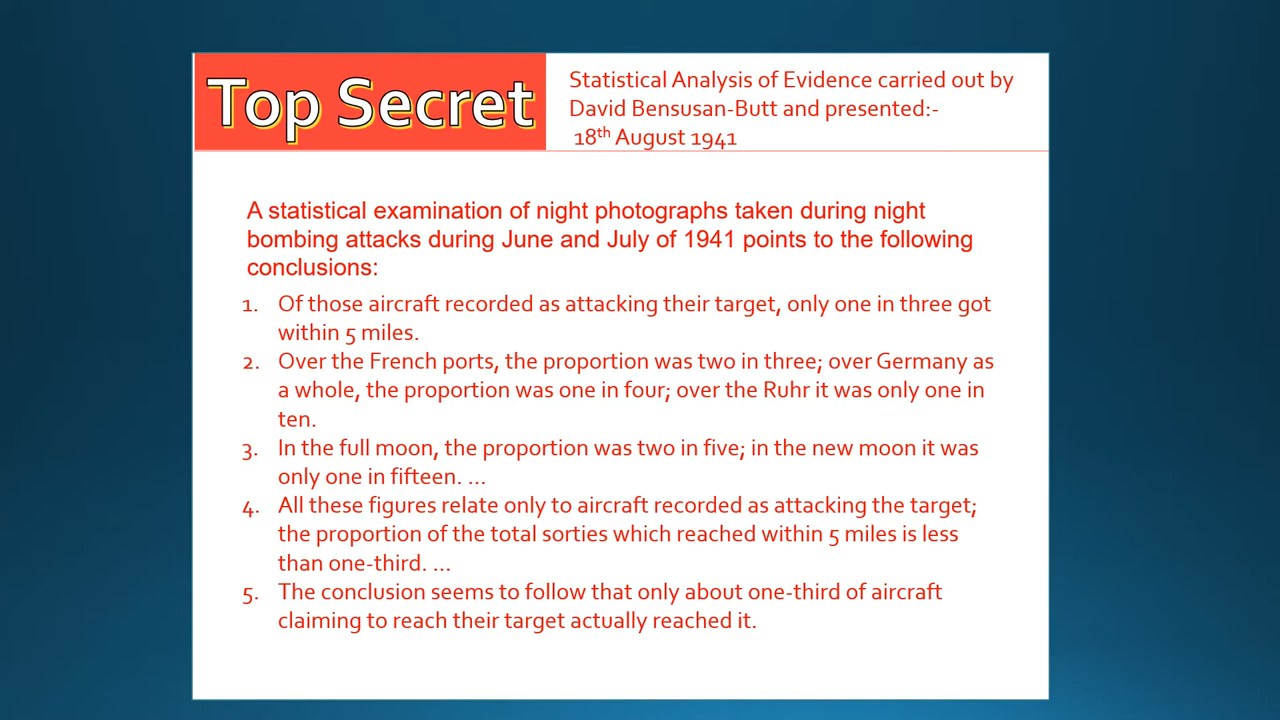 Top Secret
Statistical Analysis of Evidence carried out by
David Bensusan-Butt and presented:-
18th August 1941
A statistical examination of night photographs taken during night
bombing attacks during June and July of 1941 points to the following
conclusions:
1. Of those aircraft recorded as attacking their target, only one in three got
within 5 miles.
2. Over the French ports, the proportion was two in three; over Germany as
a whole, the proportion was one in four; over the Ruhr it was only one in
ten.
3. In the full moon, the proportion was two in five; in the new moon it was
only one in fifteen. ...
4. All these figures relate only to aircraft recorded as attacking the target;
the proportion of the total sorties which reached within 5 miles is less
than one-third. ...
5. The conclusion seems to follow that only about one-third of aircraft
claiming to reach their target actually reached it.